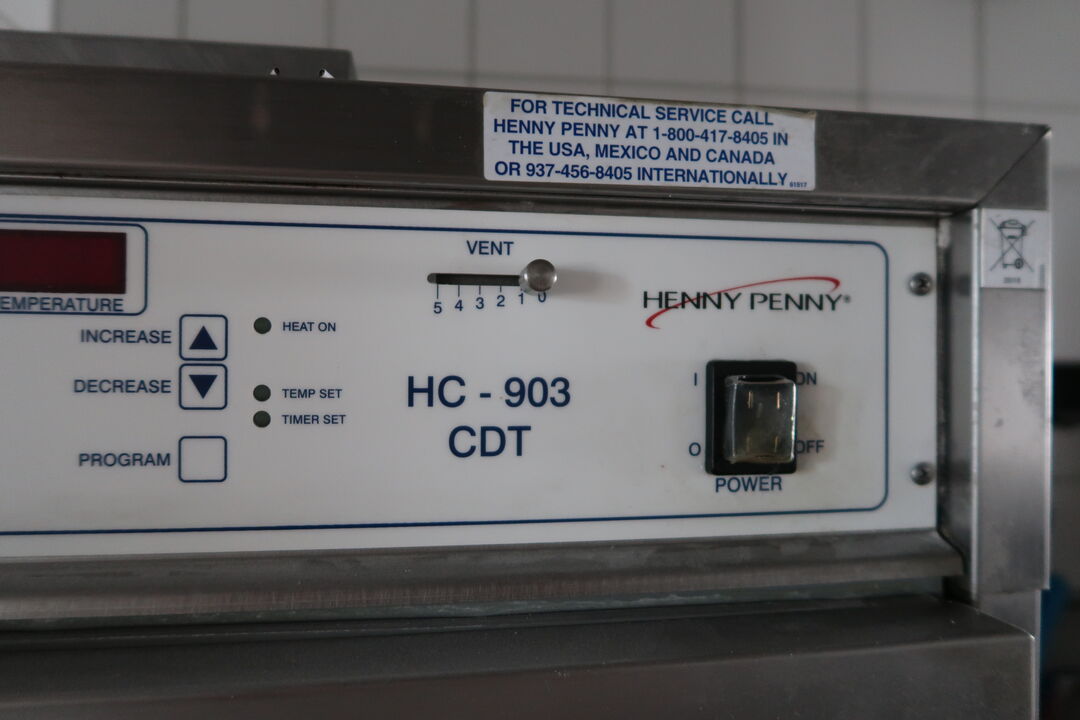 FOR TECHNICAL SERVICE CALL
HENNY PENNY AT 1-800-417-8405 IN
THE USA, MEXICO AND CANADA
OR 937-456-8405 INTERNATIONALLY
VENT
5 4 3 2 1 0
HENNY PENNY®
EMPERATURE
INCREASE
HEAT ON
DECREASE
TEMP SET
TIMER SET
PROGRAM
HC - 903
CDT
I ON
O OFF
POWER